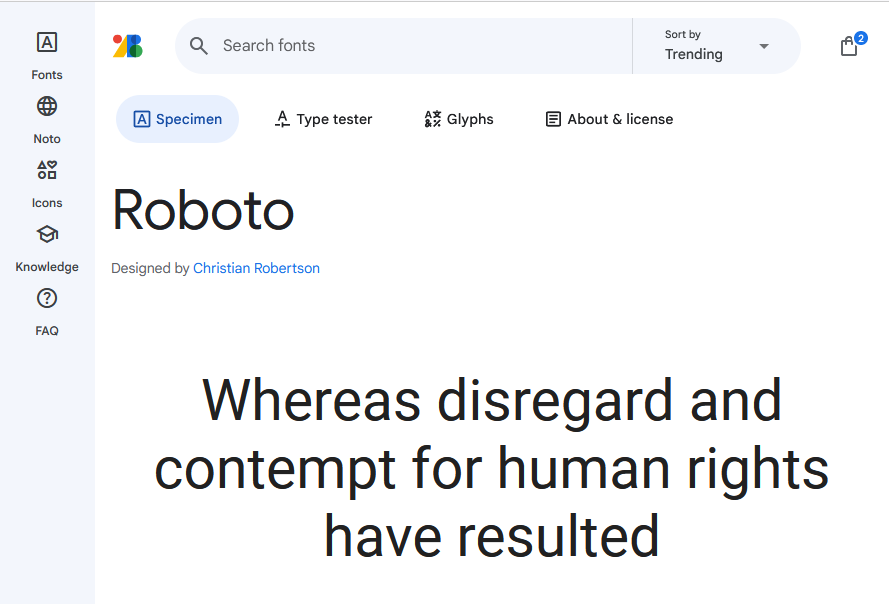 Fonts
Noto
Icons
Knowledge
FAQ
Search fonts
Sort by
Trending
2
Specimen
Type tester
Glyphs
About & license
Roboto
Designed by Christian Robertson
Whereas disregard and
contempt for human rights
have resulted